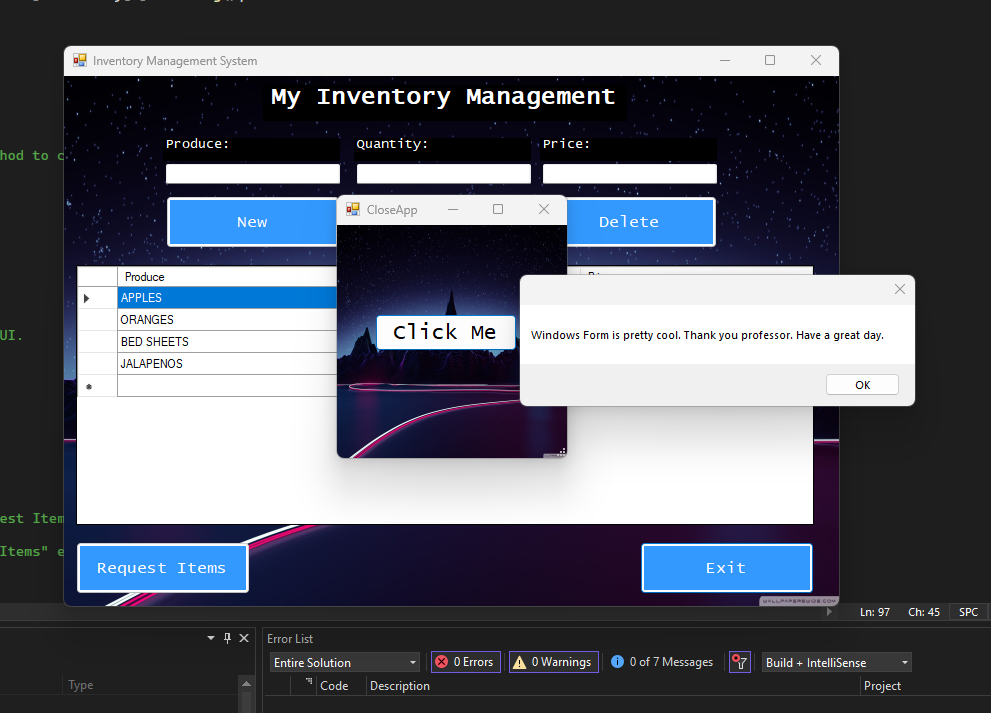 Inventory Management System
My Inventory Management
Produce: Quantity: Price:
hod to c
CloseApp
New
Delete
Produce
APPLES
ORANGES
BED SHEETS
JALAPENOS
UI.
Click Me
Windows Form is pretty cool. Thank you professor. Have a great day.
OK
est Item
Items" e
Request Items
Exit
WALLPAPERSWIDE.COM
Ln: 97 Ch: 45 SPC
Error List
Entire Solution
0 Errors
0 Warnings
0 of 7 Messages
Build + IntelliSense
Type
Code
Description
Project